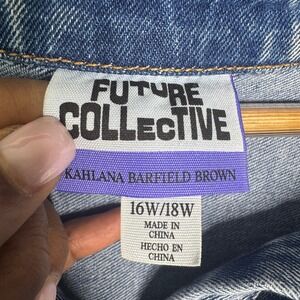 FUTURE
COLLECTIVE
KAHLANA BARFIELD BROWN
16W/18W
MADE IN
CHINA
HECHO EN
CHINA